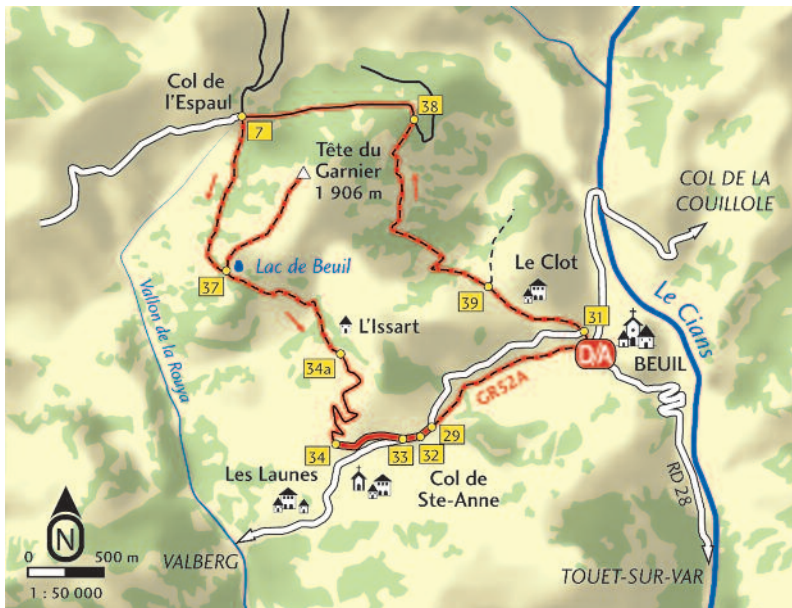 Col de
l'Espaul
7
38
Tête du
Garnier
1 906 m
COL DE LA
COUILLOLE
Lac de Beuil
37
Le Clot
39
Le Cians
31
L'Issart
D/A
BEUIL
Vallon de la Rouya
34a
GR52A
29
34
33
32
Les Launes
Col de
Ste-Anne
RD 28
N
0 500 m
1 : 50 000
VALBERG
TOUET-SUR-VAR